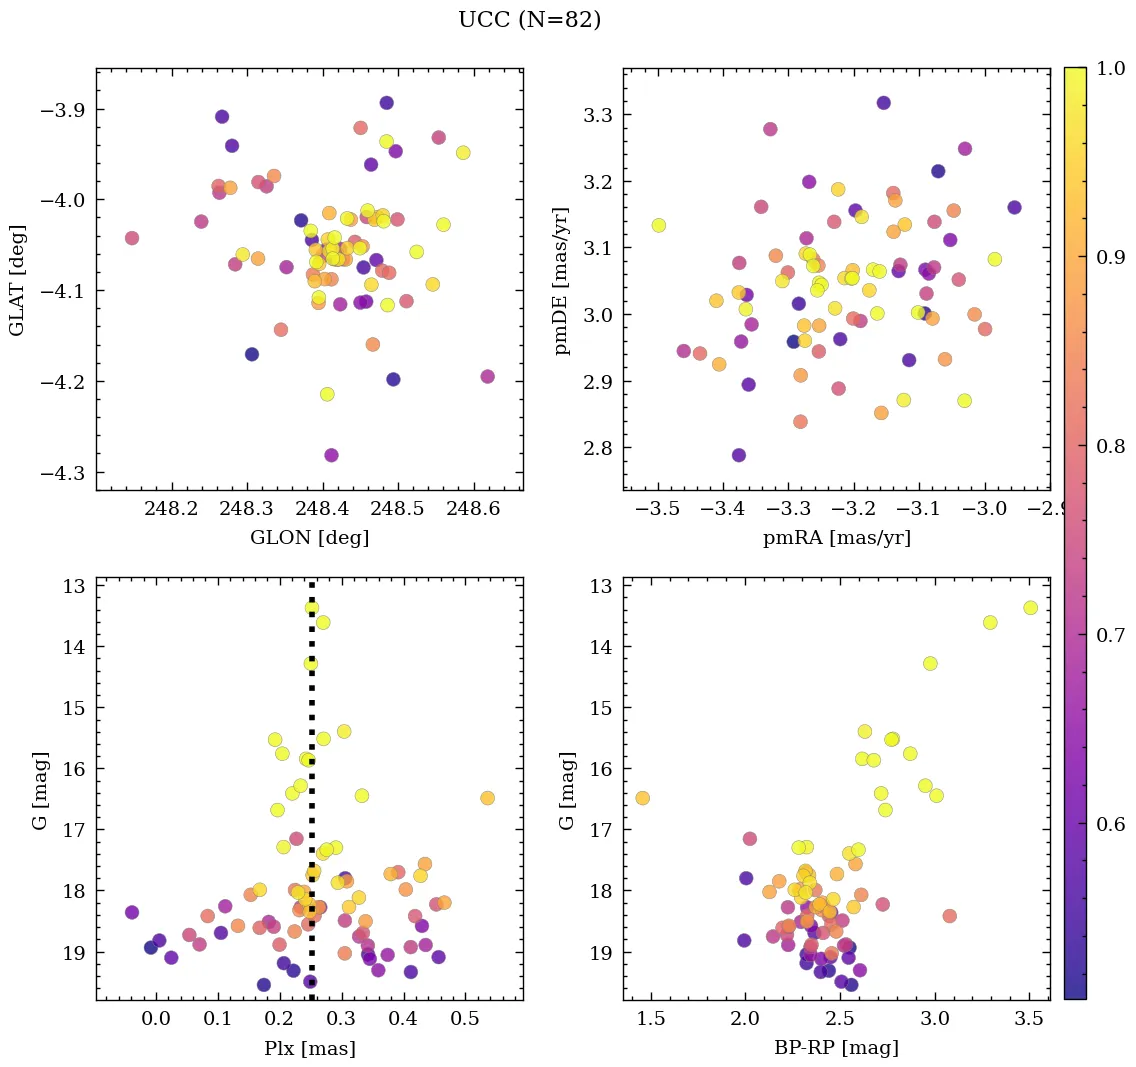 UCC (N=82)
−3.9
−4.0
−4.1
−4.2
−4.3
GLAT [deg]
248.2 248.3 248.4 248.5 248.6
GLON [deg]
3.3
3.2
3.1
3.0
2.9
2.8
pmDE [mas/yr]
−3.5 −3.4 −3.3 −3.2 −3.1 −3.0 −2.9
pmRA [mas/yr]
1.0
0.9
0.8
0.7
0.6
13
14
15
16
17
18
19
G [mag]
0.0 0.1 0.2 0.3 0.4 0.5
Plx [mas]
13
14
15
16
17
18
19
G [mag]
1.5 2.0 2.5 3.0 3.5
BP-RP [mag]